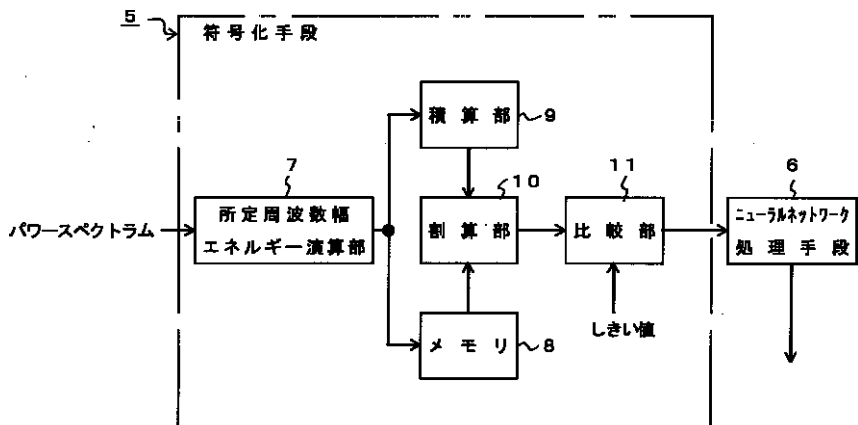 5
符号化手段
積算部
9
7
10
11
6
パワースペクトラム
所定周波数幅
エネルギー演算部
割算部
比較部
ニューラルネットワーク
処理手段
メモリ
8
しきい値